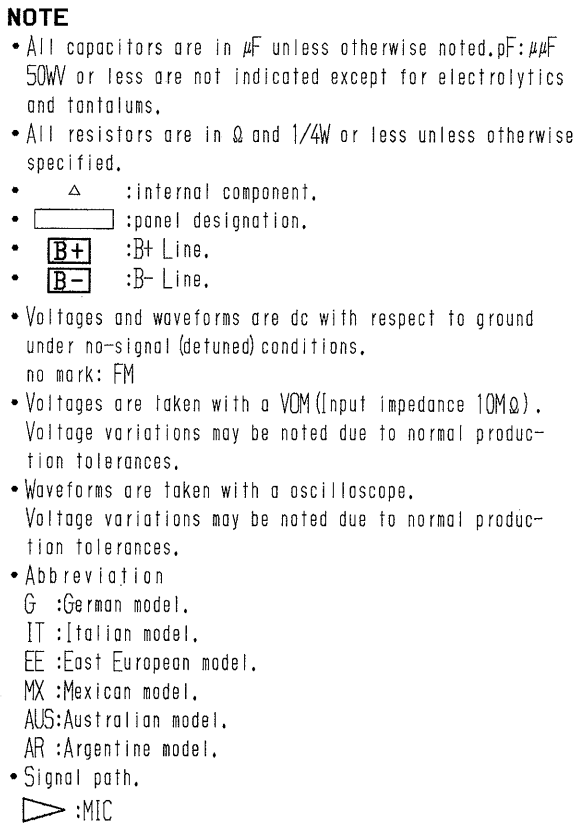 NOTE
• All capacitors are in μF unless otherwise noted. pF: μμF
50WV or less are not indicated except for electrolytics
and tantalums.
• All resistors are in Ω and 1/4W or less unless otherwise
specified.
• △ : internal component.
• : panel designation.
• B+ : B+ Line.
• B− : B− Line.
• Voltages and waveforms are dc with respect to ground
under no-signal (detuned) conditions.
no mark: FM
• Voltages are taken with a VOM (Input impedance 10MΩ).
Voltage variations may be noted due to normal produc-
tion tolerances.
• Waveforms are taken with a oscilloscope.
Voltage variations may be noted due to normal produc-
tion tolerances.
• Abbreviation
G : German model.
IT : Italian model.
EE : East European model.
MX : Mexican model.
AUS: Australian model.
AR : Argentine model.
• Signal path.
: MIC